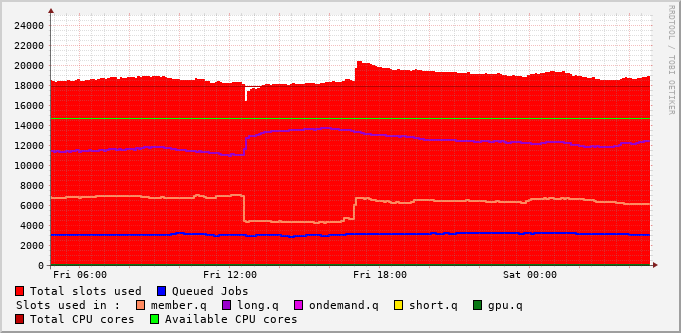 RRDTOOL / TOBI OETIKER
24000
22000
20000
18000
16000
14000
12000
10000
8000
6000
4000
2000
0
Fri 06:00 Fri 12:00 Fri 18:00 Sat 00:00
Total slots used Queued Jobs
Slots used in : member.q long.q ondemand.q short.q gpu.q
Total CPU cores Available CPU cores